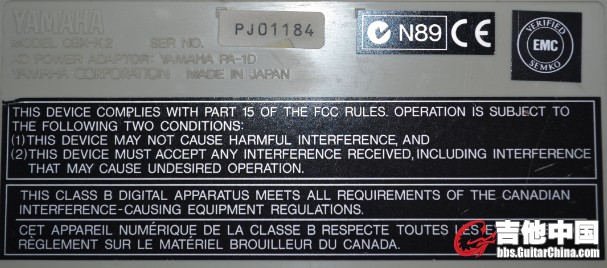 YAMAHA
MODEL CBX-K2 SER NO. PJ01184
AC POWER ADAPTOR: YAMAHA PA-1D
YAMAHA CORPORATION MADE IN JAPAN
N89 CE
VERIFIED
EMC
SEMKO
THIS DEVICE COMPLIES WITH PART 15 OF THE FCC RULES. OPERATION IS SUBJECT TO
THE FOLLOWING TWO CONDITIONS:
(1) THIS DEVICE MAY NOT CAUSE HARMFUL INTERFERENCE, AND
(2) THIS DEVICE MUST ACCEPT ANY INTERFERENCE RECEIVED, INCLUDING INTERFERENCE
THAT MAY CAUSE UNDESIRED OPERATION.
THIS CLASS B DIGITAL APPARATUS MEETS ALL REQUIREMENTS OF THE CANADIAN
INTERFERENCE-CAUSING EQUIPMENT REGULATIONS.
CET APPAREIL NUMÉRIQUE DE LA CLASSE B RESPECTE TOUTES LES
RÈGLEMENT SUR LE MATÉRIEL BROUILLEUR DU CANADA.
吉他中国
bbs.GuitarChina.com